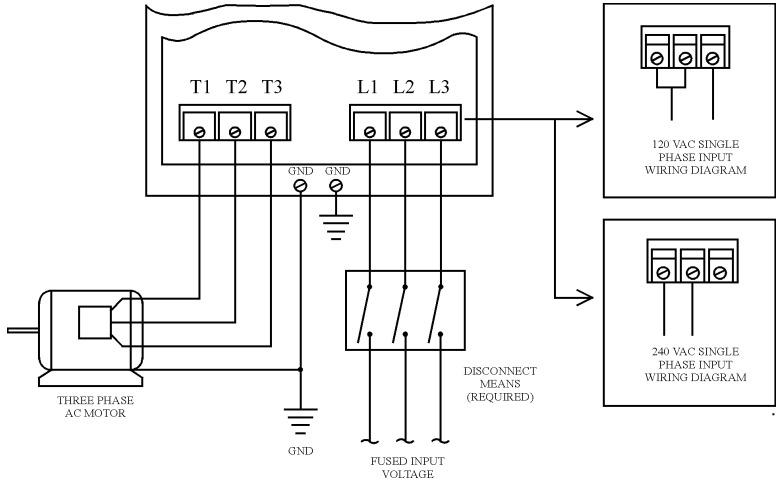 T1 T2 T3 L1 L2 L3
GND GND
120 VAC SINGLE
PHASE INPUT
WIRING DIAGRAM
240 VAC SINGLE
PHASE INPUT
WIRING DIAGRAM
THREE PHASE
AC MOTOR
DISCONNECT
MEANS
(REQUIRED)
GND
FUSED INPUT
VOLTAGE